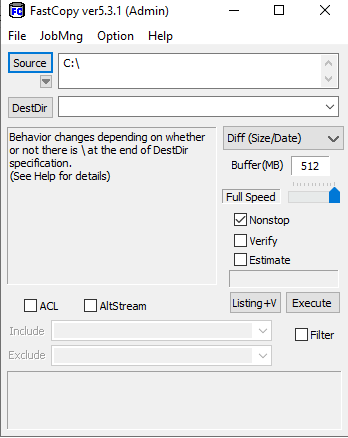 FC FastCopy ver5.3.1 (Admin)
File JobMng Option Help
Source C:\
DestDir
Behavior changes depending on whether
or not there is \ at the end of DestDir
specification.
(See Help for details)
Diff (Size/Date)
Buffer(MB) 512
Full Speed
Nonstop
Verify
Estimate
Listing+V Execute
ACL AltStream
Include
Filter
Exclude